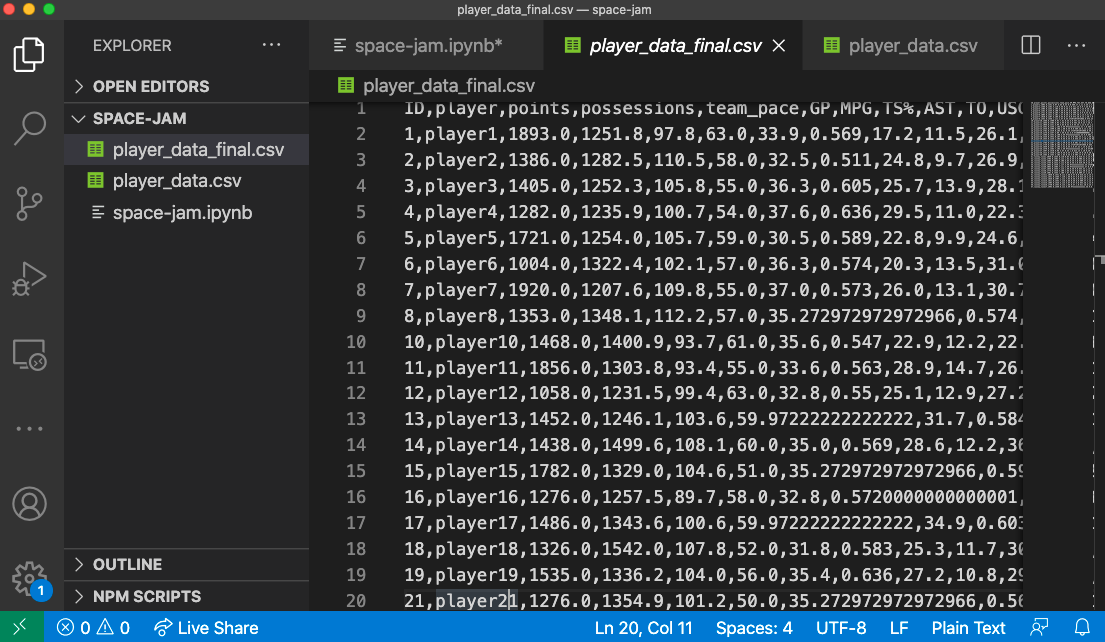 player_data_final.csv — space-jam
EXPLORER
space-jam.ipynb*
player_data_final.csv
player_data.csv
OPEN EDITORS
SPACE-JAM
player_data_final.csv
player_data.csv
space-jam.ipynb
OUTLINE
NPM SCRIPTS
player_data_final.csv
1 ID,player,points,possessions,team_pace,GP,MPG,TS%,AST,TO,USG
2 1,player1,1893.0,1251.8,97.8,63.0,33.9,0.569,17.2,11.5,26.1,
3 2,player2,1386.0,1282.5,110.5,58.0,32.5,0.511,24.8,9.7,26.9,
4 3,player3,1405.0,1252.3,105.8,55.0,36.3,0.605,25.7,13.9,28.1
5 4,player4,1282.0,1235.9,100.7,54.0,37.6,0.636,29.5,11.0,22.3
6 5,player5,1721.0,1254.0,105.7,59.0,30.5,0.589,22.8,9.9,24.6,
7 6,player6,1004.0,1322.4,102.1,57.0,36.3,0.574,20.3,13.5,31.0
8 7,player7,1920.0,1207.6,109.8,55.0,37.0,0.573,26.0,13.1,30.7
9 8,player8,1353.0,1348.1,112.2,57.0,35.272972972972966,0.574,
10 10,player10,1468.0,1400.9,93.7,61.0,35.6,0.547,22.9,12.2,22.
11 11,player11,1856.0,1303.8,93.4,55.0,33.6,0.563,28.9,14.7,26.
12 12,player12,1058.0,1231.5,99.4,63.0,32.8,0.55,25.1,12.9,27.2
13 13,player13,1452.0,1246.1,103.6,59.97222222222222,31.7,0.584
14 14,player14,1438.0,1499.6,108.1,60.0,35.0,0.569,28.6,12.2,36
15 15,player15,1782.0,1329.0,104.6,51.0,35.272972972972966,0.59
16 16,player16,1276.0,1257.5,89.7,58.0,32.8,0.5720000000000001,
17 17,player17,1486.0,1343.6,100.6,59.97222222222222,34.9,0.603
18 18,player18,1326.0,1542.0,107.8,52.0,31.8,0.583,25.3,11.7,30
19 19,player19,1535.0,1336.2,104.0,56.0,35.4,0.636,27.2,10.8,29
20 21,player21,1276.0,1354.9,101.2,50.0,35.272972972972966,0.56
1
0 0 Live Share Ln 20, Col 11 Spaces: 4 UTF-8 LF Plain Text